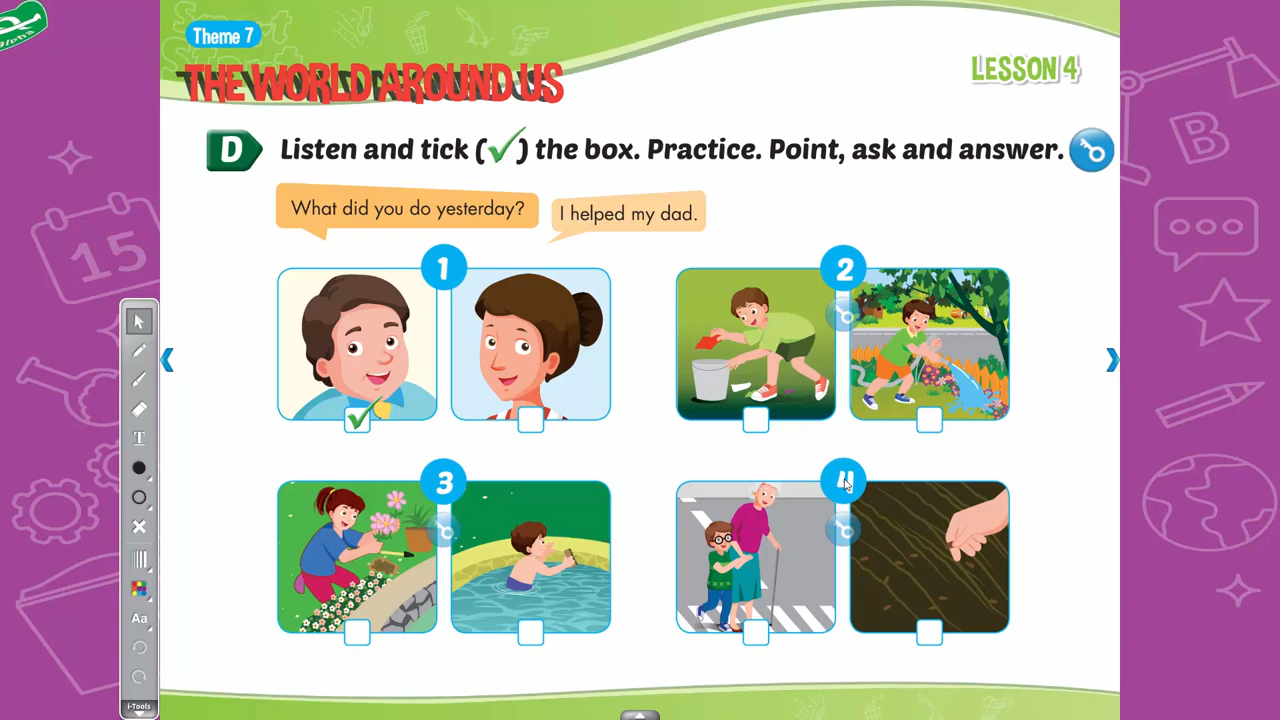 Theme 7
THE WORLD AROUND US
LESSON 4
D Listen and tick (✓) the box. Practice. Point, ask and answer.
What did you do yesterday?
I helped my dad.
1
2
3
4
15
B
T
Aa
i-Tools